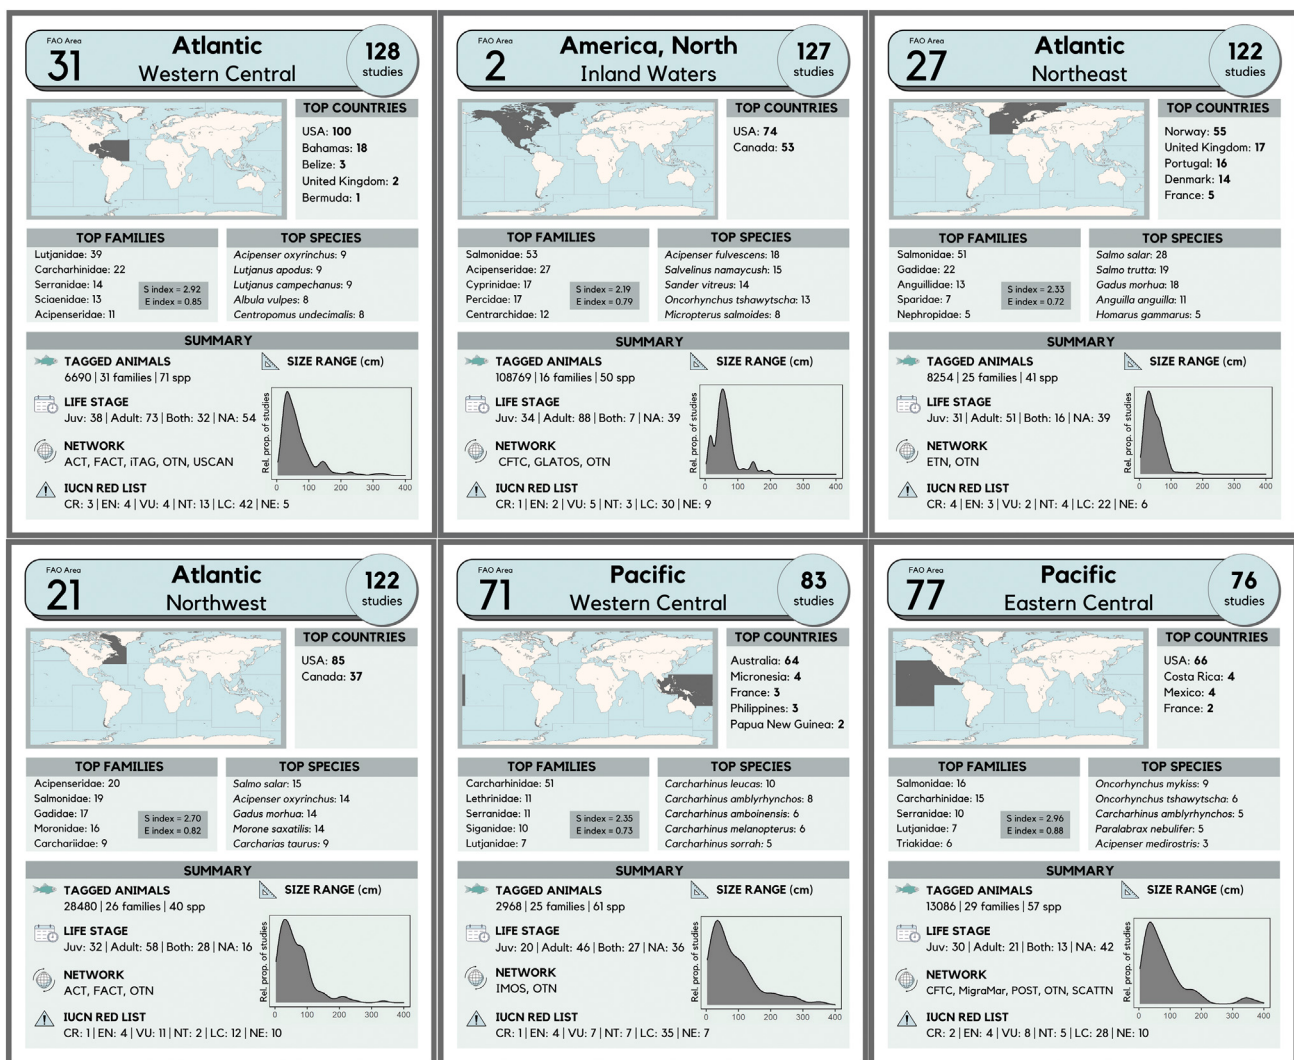 FAO Area
31
Atlantic
Western Central
128
studies
TOP COUNTRIES
USA: 100
Bahamas: 18
Belize: 3
United Kingdom: 2
Bermuda: 1
TOP FAMILIES
Lutjanidae: 39
Carcharhinidae: 22
Serranidae: 14
Sciaenidae: 13
Acipenseridae: 11
S index = 2.92
E index = 0.85
TOP SPECIES
Acipenser oxyrinchus: 9
Lutjanus apodus: 9
Lutjanus campechanus: 9
Albula vulpes: 8
Centropomus undecimalis: 8
SUMMARY
TAGGED ANIMALS
6690 | 31 families | 71 spp
LIFE STAGE
Juv: 38 | Adult: 73 | Both: 32 | NA: 54
NETWORK
ACT, FACT, iTAG, OTN, USCAN
IUCN RED LIST
CR: 3 | EN: 4 | VU: 4 | NT: 13 | LC: 42 | NE: 5
SIZE RANGE (cm)
Rel. prop. of studies
0 100 200 300 400
FAO Area
2
America, North
Inland Waters
127
studies
TOP COUNTRIES
USA: 74
Canada: 53
TOP FAMILIES
Salmonidae: 53
Acipenseridae: 27
Cyprinidae: 17
Percidae: 17
Centrarchidae: 12
S index = 2.19
E index = 0.79
TOP SPECIES
Acipenser fulvescens: 18
Salvelinus namaycush: 15
Sander vitreus: 14
Oncorhynchus tshawytscha: 13
Micropterus salmoides: 8
SUMMARY
TAGGED ANIMALS
108769 | 16 families | 50 spp
LIFE STAGE
Juv: 34 | Adult: 88 | Both: 7 | NA: 39
NETWORK
CFTC, GLATOS, OTN
IUCN RED LIST
CR: 1 | EN: 2 | VU: 5 | NT: 3 | LC: 30 | NE: 9
SIZE RANGE (cm)
Rel. prop. of studies
0 100 200 300 400
FAO Area
27
Atlantic
Northeast
122
studies
TOP COUNTRIES
Norway: 55
United Kingdom: 17
Portugal: 16
Denmark: 14
France: 5
TOP FAMILIES
Salmonidae: 51
Gadidae: 22
Anguillidae: 13
Sparidae: 7
Nephropidae: 5
S index = 2.33
E index = 0.72
TOP SPECIES
Salmo salar: 28
Salmo trutta: 19
Gadus morhua: 18
Anguilla anguilla: 11
Homarus gammarus: 5
SUMMARY
TAGGED ANIMALS
8254 | 25 families | 41 spp
LIFE STAGE
Juv: 31 | Adult: 51 | Both: 16 | NA: 39
NETWORK
ETN, OTN
IUCN RED LIST
CR: 4 | EN: 3 | VU: 2 | NT: 4 | LC: 22 | NE: 6
SIZE RANGE (cm)
Rel. prop. of studies
0 100 200 300 400
FAO Area
21
Atlantic
Northwest
122
studies
TOP COUNTRIES
USA: 85
Canada: 37
TOP FAMILIES
Acipenseridae: 20
Salmonidae: 19
Gadidae: 17
Moronidae: 16
Carchariidae: 9
S index = 2.70
E index = 0.82
TOP SPECIES
Salmo salar: 15
Acipenser oxyrinchus: 14
Gadus morhua: 14
Morone saxatilis: 14
Carcharias taurus: 9
SUMMARY
TAGGED ANIMALS
28480 | 26 families | 40 spp
LIFE STAGE
Juv: 32 | Adult: 58 | Both: 28 | NA: 16
NETWORK
ACT, FACT, OTN
IUCN RED LIST
CR: 1 | EN: 4 | VU: 11 | NT: 2 | LC: 12 | NE: 10
SIZE RANGE (cm)
Rel. prop. of studies
0 100 200 300 400
FAO Area
71
Pacific
Western Central
83
studies
TOP COUNTRIES
Australia: 64
Micronesia: 4
France: 3
Philippines: 3
Papua New Guinea: 2
TOP FAMILIES
Carcharhinidae: 51
Lethrinidae: 11
Serranidae: 11
Siganidae: 10
Lutjanidae: 7
S index = 2.35
E index = 0.73
TOP SPECIES
Carcharhinus leucas: 10
Carcharhinus amblyrhynchos: 8
Carcharhinus amboinensis: 6
Carcharhinus melanopterus: 6
Carcharhinus sorrah: 5
SUMMARY
TAGGED ANIMALS
2968 | 25 families | 61 spp
LIFE STAGE
Juv: 20 | Adult: 46 | Both: 27 | NA: 36
NETWORK
IMOS, OTN
IUCN RED LIST
CR: 1 | EN: 4 | VU: 7 | NT: 7 | LC: 35 | NE: 7
SIZE RANGE (cm)
Rel. prop. of studies
0 100 200 300 400
FAO Area
77
Pacific
Eastern Central
76
studies
TOP COUNTRIES
USA: 66
Costa Rica: 4
Mexico: 4
France: 2
TOP FAMILIES
Salmonidae: 16
Carcharhinidae: 15
Serranidae: 10
Lutjanidae: 7
Triakidae: 6
S index = 2.96
E index = 0.88
TOP SPECIES
Oncorhynchus mykiss: 9
Oncorhynchus tshawytscha: 6
Carcharhinus amblyrhynchos: 5
Paralabrax nebulifer: 5
Acipenser medirostris: 3
SUMMARY
TAGGED ANIMALS
13086 | 29 families | 57 spp
LIFE STAGE
Juv: 30 | Adult: 21 | Both: 13 | NA: 42
NETWORK
CFTC, MigraMar, POST, OTN, SCATTN
IUCN RED LIST
CR: 2 | EN: 4 | VU: 8 | NT: 5 | LC: 28 | NE: 10
SIZE RANGE (cm)
Rel. prop. of studies
0 100 200 300 400